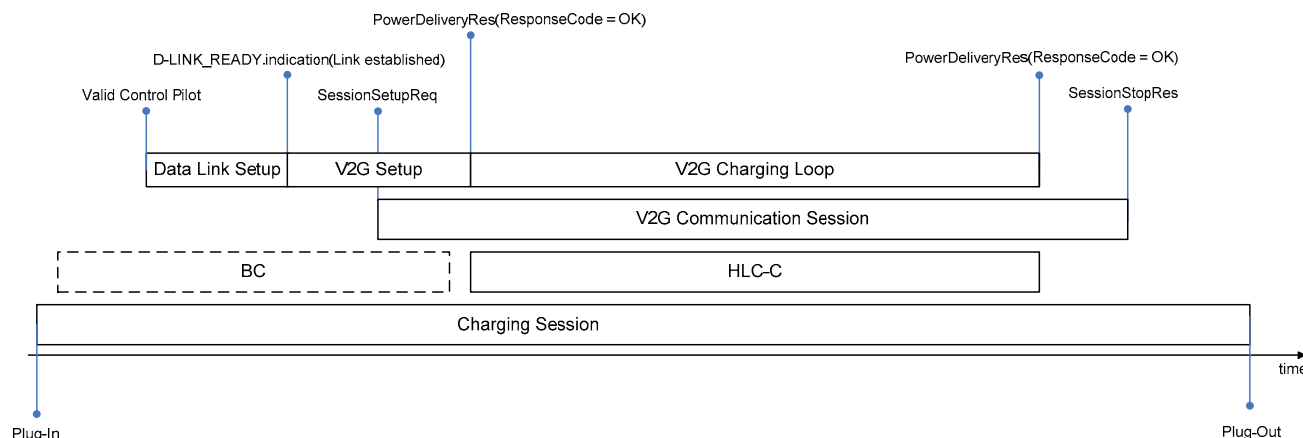 PowerDeliveryRes(ResponseCode = OK)
D-LINK_READY.indication(Link established)
PowerDeliveryRes(ResponseCode = OK)
Valid Control Pilot
SessionSetupReq
SessionStopRes
Data Link Setup
V2G Setup
V2G Charging Loop
V2G Communication Session
BC
HLC-C
Charging Session
time
Plug-In
Plug-Out